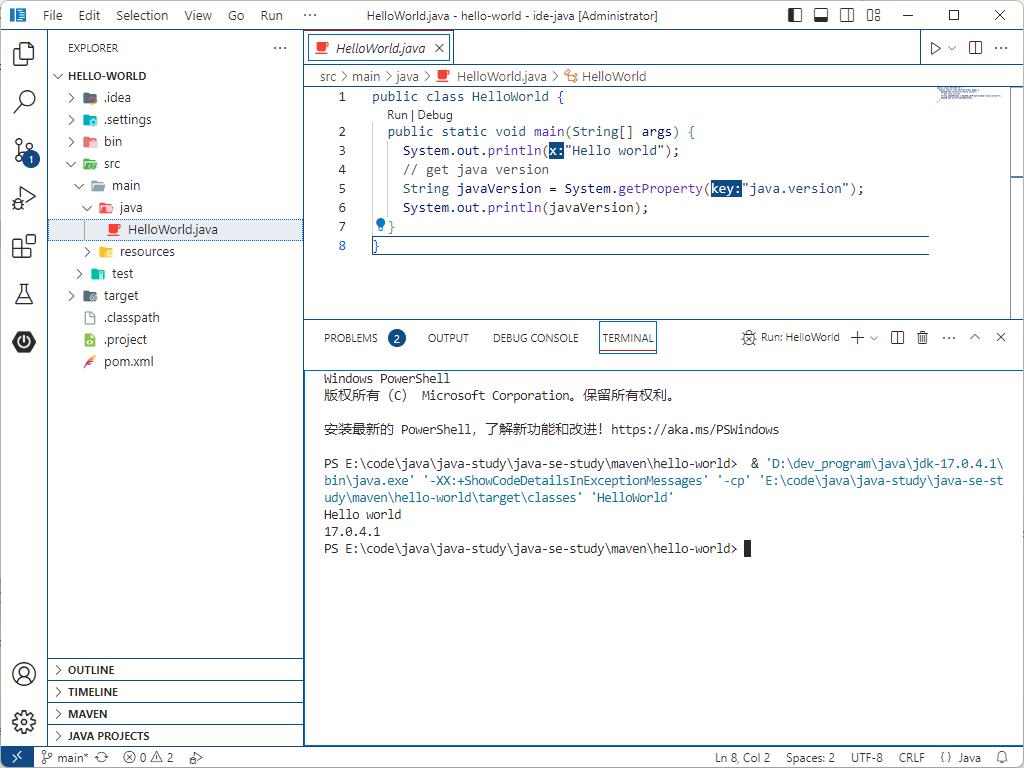 File Edit Selection View Go Run ··· HelloWorld.java - hello-world - ide-java [Administrator]
EXPLORER ···
HELLO-WORLD
.idea
.settings
bin
src
main
java
HelloWorld.java
resources
test
target
.classpath
.project
pom.xml
OUTLINE
TIMELINE
MAVEN
JAVA PROJECTS
1
HelloWorld.java
src > main > java > HelloWorld.java > HelloWorld
1 public class HelloWorld {
Run | Debug
2 public static void main(String[] args) {
3 System.out.println(x:"Hello world");
4 // get java version
5 String javaVersion = System.getProperty(key:"java.version");
6 System.out.println(javaVersion);
7 }
8 }
PROBLEMS 2 OUTPUT DEBUG CONSOLE TERMINAL Run: HelloWorld ···
Windows PowerShell
版权所有 (C) Microsoft Corporation。保留所有权利。
安装最新的 PowerShell，了解新功能和改进！https://aka.ms/PSWindows
PS E:\code\java\java-study\java-se-study\maven\hello-world> & 'D:\dev_program\java\jdk-17.0.4.1\
bin\java.exe' '-XX:+ShowCodeDetailsInExceptionMessages' '-cp' 'E:\code\java\java-study\java-se-st
udy\maven\hello-world\target\classes' 'HelloWorld'
Hello world
17.0.4.1
PS E:\code\java\java-study\java-se-study\maven\hello-world>
main* 0 2 Ln 8, Col 2 Spaces: 2 UTF-8 CRLF {} Java